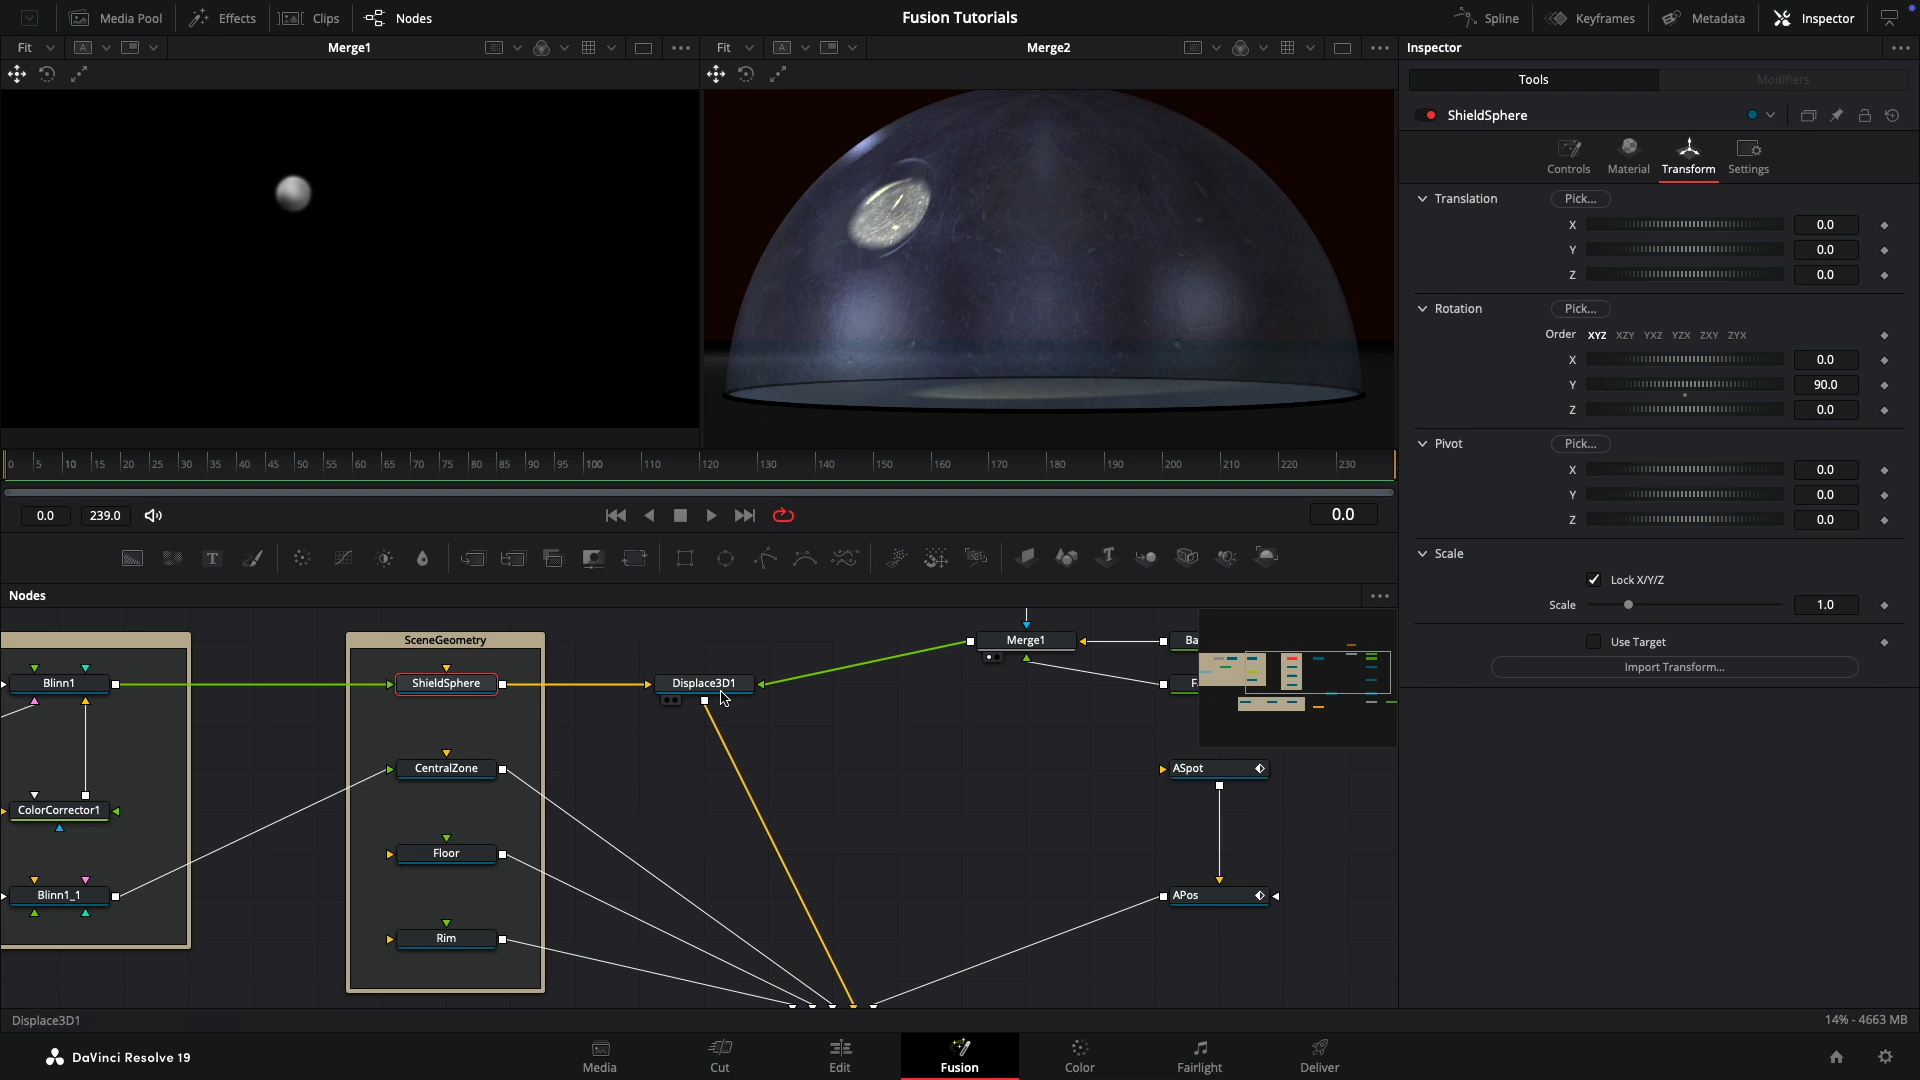 Media Pool
Effects
Clips
Nodes
Fusion Tutorials
Spline
Keyframes
Metadata
Inspector
Fit
A
Merge1
Fit
A
Merge2
Inspector
Tools
Modifiers
ShieldSphere
Controls
Material
Transform
Settings
Translation
Pick...
X
0.0
Y
0.0
Z
0.0
Rotation
Pick...
Order XYZ XZY YXZ YZX ZXY ZYX
X
0.0
Y
90.0
Z
0.0
Pivot
Pick...
X
0.0
Y
0.0
Z
0.0
Scale
Lock X/Y/Z
Scale
1.0
Use Target
Import Transform...
0 5 10 15 20 25 30 35 40 45 50 55 60 65 70 75 80 85 90 95 100 110 120 130 140 150 160 170 180 190 200 210 220 230
0.0
239.0
0.0
T
T
Nodes
SceneGeometry
Merge1
Ba
Blinn1
ShieldSphere
Displace3D1
F
CentralZone
ASpot
ColorCorrector1
Floor
Blinn1_1
APos
Rim
Displace3D1
14% - 4663 MB
DaVinci Resolve 19
Media
Cut
Edit
Fusion
Color
Fairlight
Deliver